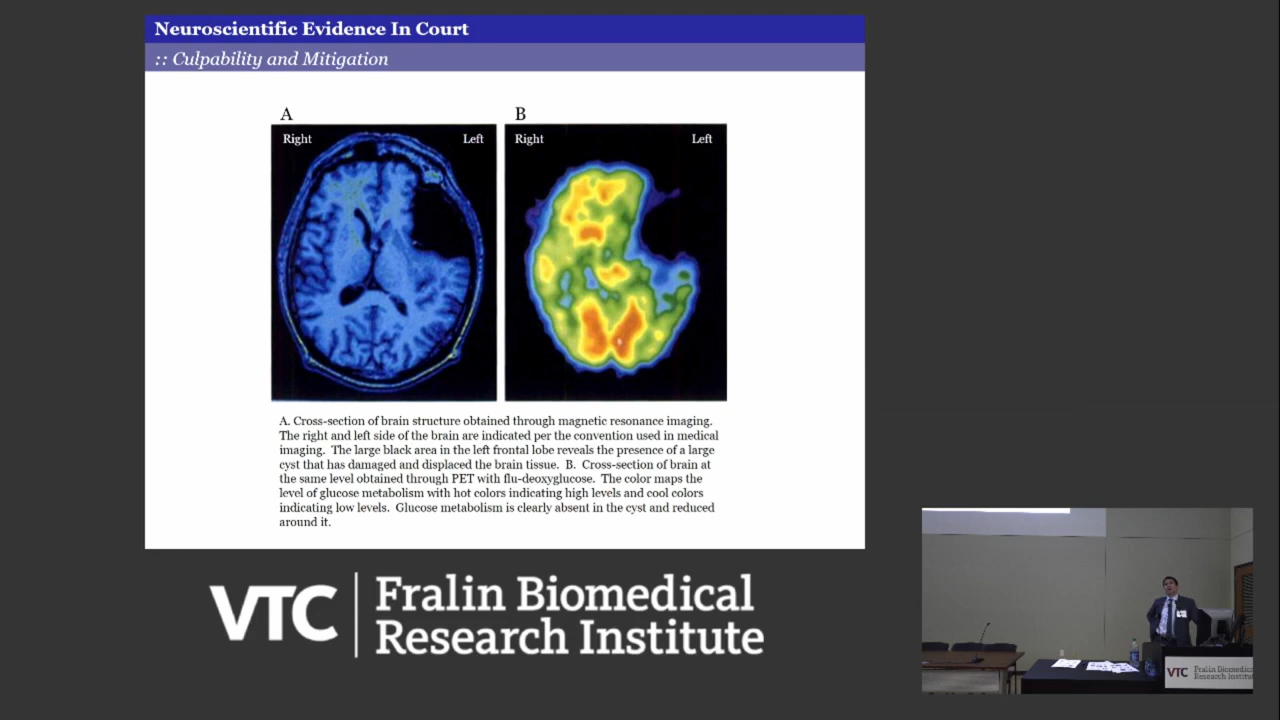 Neuroscientific Evidence In Court
:: Culpability and Mitigation
A
B
Right
Left
Right
Left
A. Cross-section of brain structure obtained through magnetic resonance imaging.
The right and left side of the brain are indicated per the convention used in medical
imaging. The large black area in the left frontal lobe reveals the presence of a large
cyst that has damaged and displaced the brain tissue. B. Cross-section of brain at
the same level obtained through PET with flu-deoxyglucose. The color maps the
level of glucose metabolism with hot colors indicating high levels and cool colors
indicating low levels. Glucose metabolism is clearly absent in the cyst and reduced
around it.
VTC
Fralin Biomedical
Research Institute
VTC
Fralin Biomedic
Research Institut